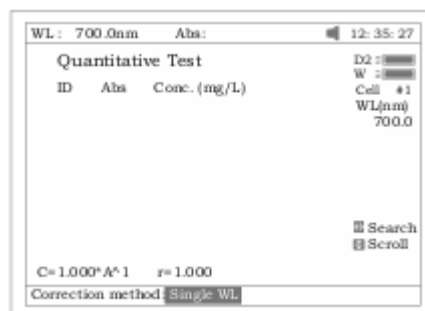 WL: 700.0nm Abs: 12:35:27
Quantitative Test
ID Abs Conc. (mg/L)
D2 :
W :
Cell #1
WL(nm)
700.0
Search
Scroll
C=1.000*A^1 r=1.000
Correction method: Single WL